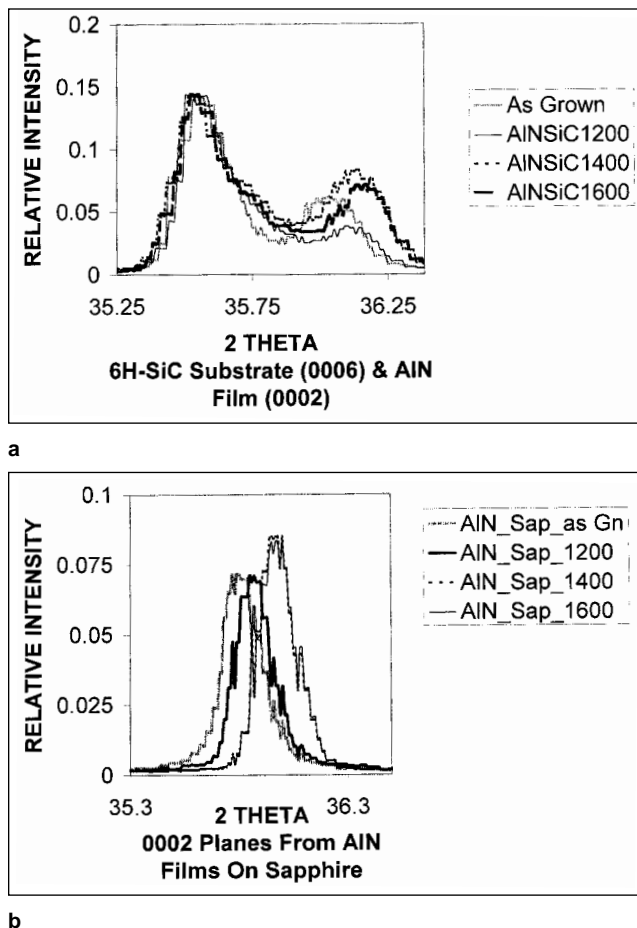 0.2
0.15
0.1
0.05
0
RELATIVE INTENSITY
35.25 35.75 36.25
2 THETA
6H-SiC Substrate (0006) & AlN
Film (0002)
As Grown
AlNSiC1200
AlNSiC1400
AlNSiC1600
a
0.1
0.075
0.05
0.025
0
RELATIVE INTENSITY
35.3 36.3
2 THETA
0002 Planes From AlN
Films On Sapphire
AlN_Sap_as Gn
AlN_Sap_1200
AlN_Sap_1400
AlN_Sap_1600
b